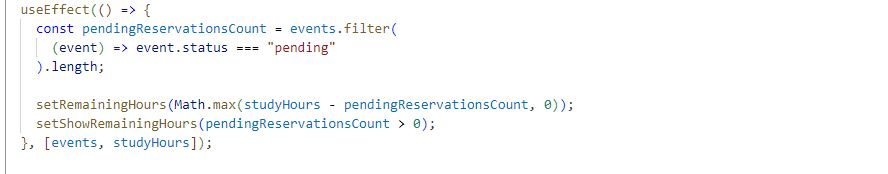 useEffect(() => {
  const pendingReservationsCount = events.filter(
    (event) => event.status === "pending"
  ).length;

  setRemainingHours(Math.max(studyHours - pendingReservationsCount, 0));
  setShowRemainingHours(pendingReservationsCount > 0);
}, [events, studyHours]);